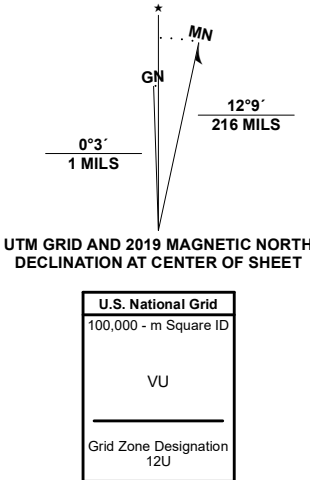 ★
MN
GN
12°9´
216 MILS
0°3´
1 MILS
UTM GRID AND 2019 MAGNETIC NORTH
DECLINATION AT CENTER OF SHEET
U.S. National Grid
100,000 - m Square ID
VU
Grid Zone Designation
12U